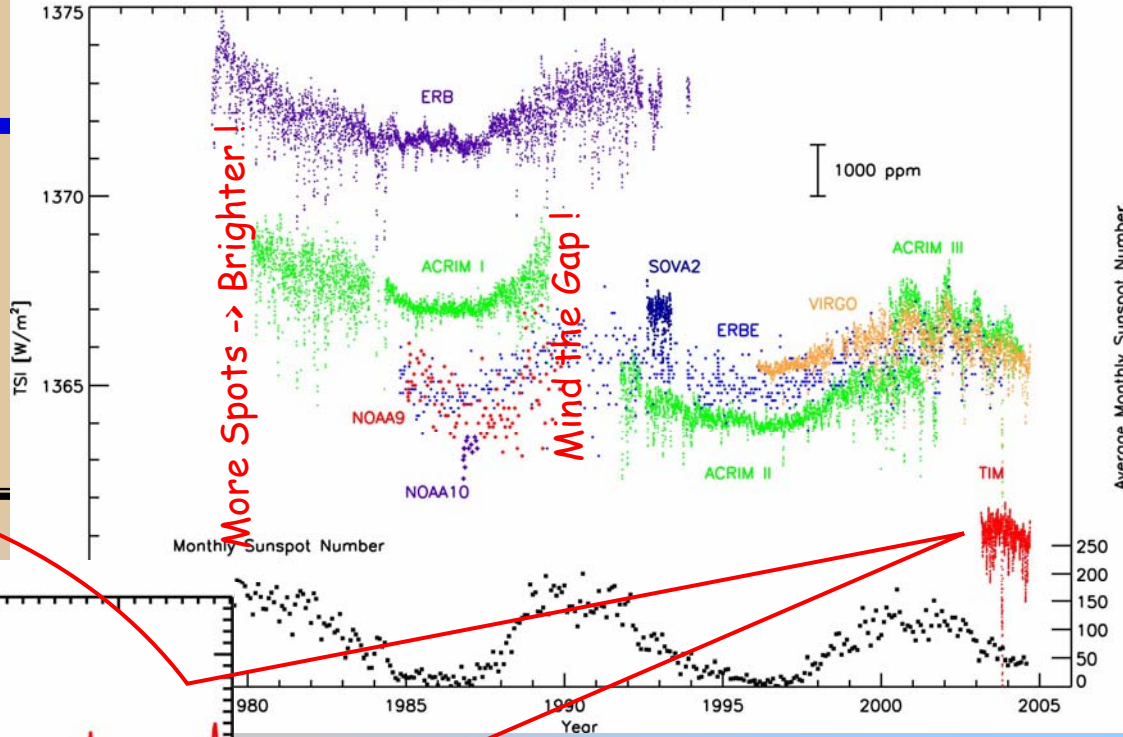 1375
1370
1365
TSI [W/m²]
ERB
1000 ppm
ACRIM I
SOVA2
ERBE
VIRGO
ACRIM III
NOAA9
NOAA10
ACRIM II
TIM
More Spots -> Brighter !
Mind the Gap !
Monthly Sunspot Number
250
200
150
100
50
0
Average Monthly Sunspot Number
980
1985
1990
1995
2000
2005
Year